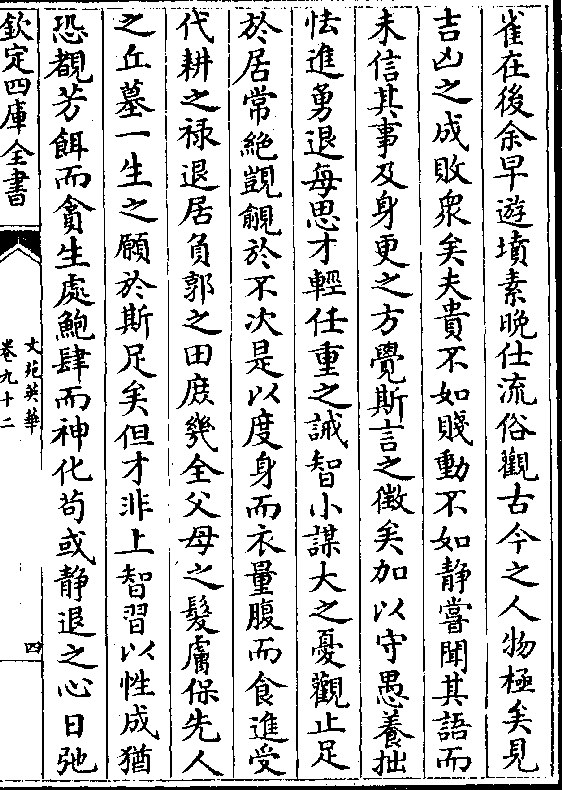 雀在後余早遊墳素晩仕流俗觀古今之人物極矣見
吉凶之成敗衆矣夫貴不如賤動不如静嘗聞其語而
未信其事及身更之方覺斯言之徴矣加以守愚養拙
怯進勇退每思才輕任重之誡智小謀大之憂觀止足
於居常絶覬覦於不次是以度身而衣量腹而食進受
代耕之禄退居負郭之田庶㡬全父母之髮膚保先人
之丘墓一生之願於斯足矣但才非上智習以性成猶
恐覩芳餌而貪生處鮑肆而神化苟或静退之心日弛
欽定四庫全書
文苑英華
卷九十二
四